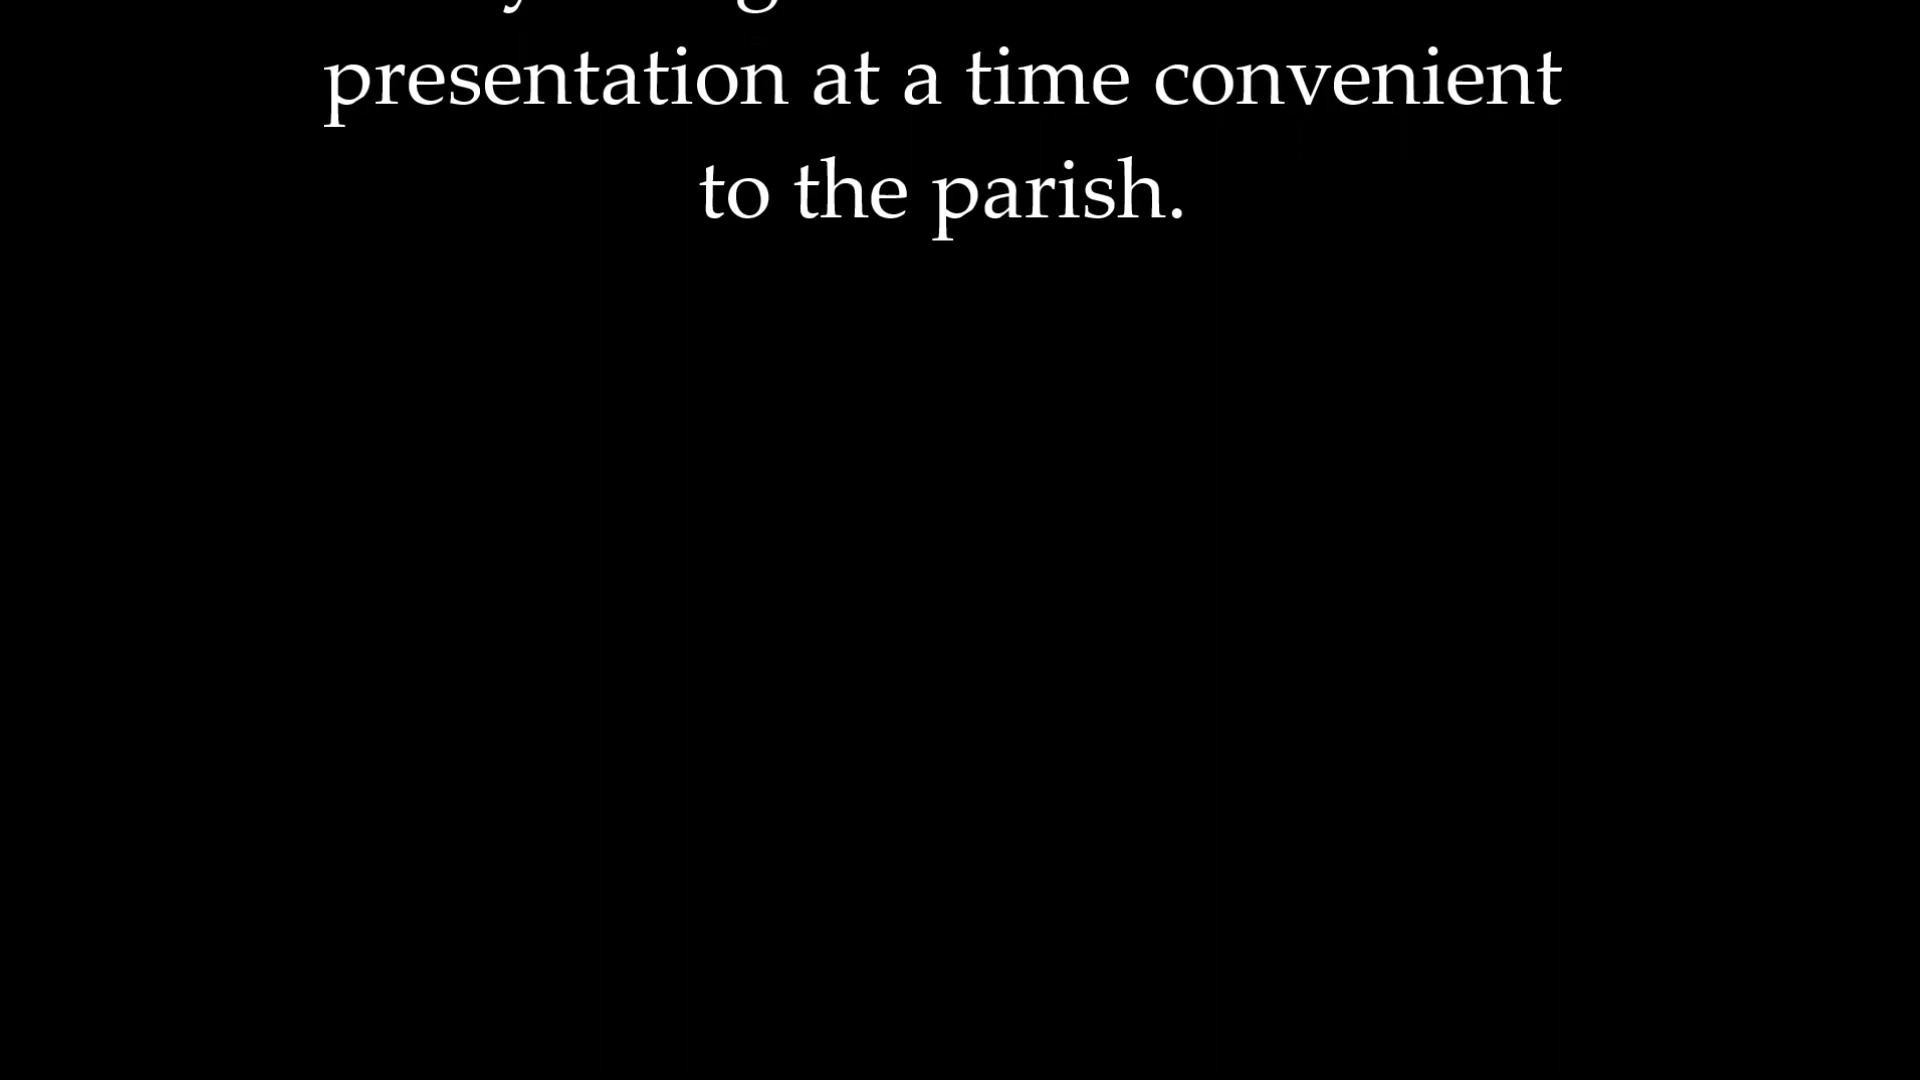 presentation at a time convenient
to the parish.